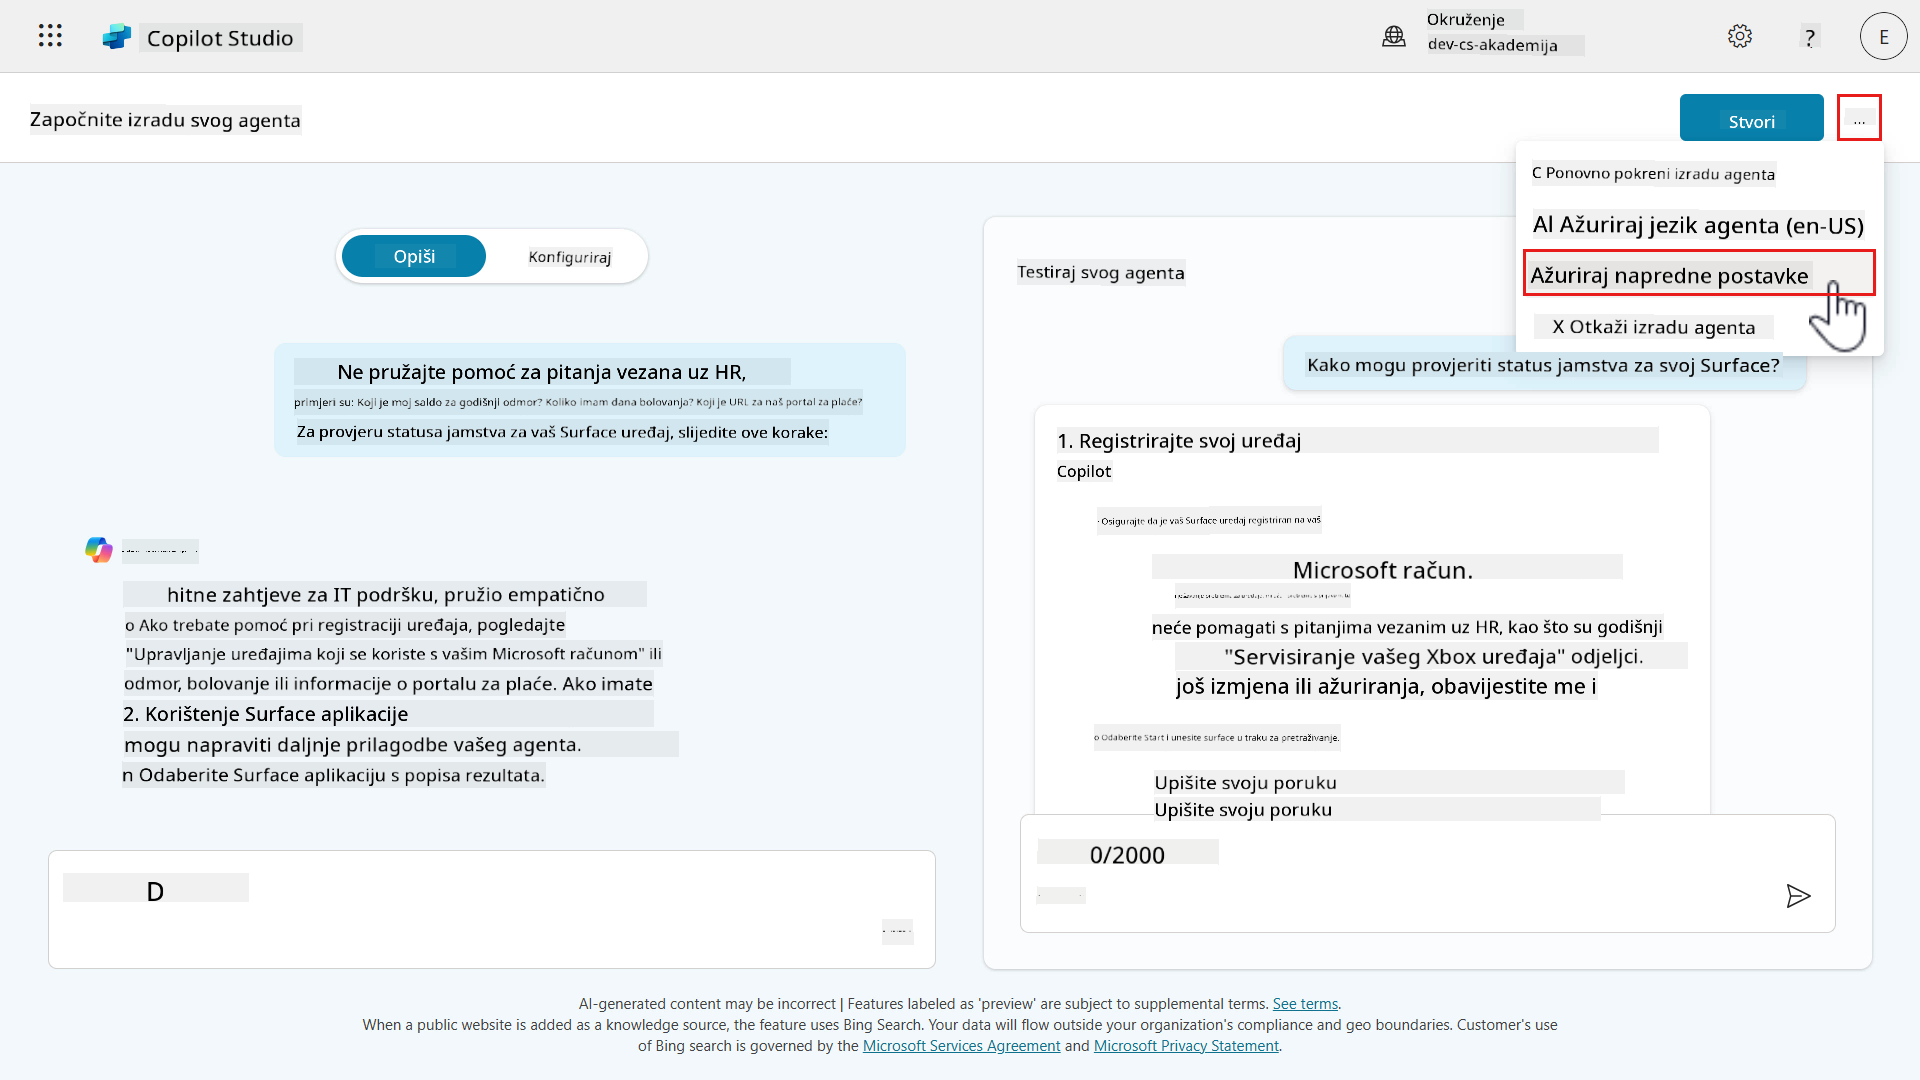 Copilot Studio
Okruženje
dev-cs-akademija
?
E
Započnite izradu svog agenta
Stvori
...
C Ponovno pokreni izradu agenta
AI Ažuriraj jezik agenta (en-US)
Ažuriraj napredne postavke
X Otkaži izradu agenta
Opiši
Konfiguriraj
Ne pružajte pomoć za pitanja vezana uz HR,
primjeri su: Koji je moj saldo za godišnji odmor? Koliko imam dana bolovanja? Koji je URL za naš portal za plaće?
Za provjeru statusa jamstva za vaš Surface uređaj, slijedite ove korake:
hitne zahtjeve za IT podršku, pružio empatično
o Ako trebate pomoć pri registraciji uređaja, pogledajte
"Upravljanje uređajima koji se koriste s vašim Microsoft računom" ili
odmor, bolovanje ili informacije o portalu za plaće. Ako imate
2. Korištenje Surface aplikacije
mogu napraviti daljnje prilagodbe vašeg agenta.
n Odaberite Surface aplikaciju s popisa rezultata.
D
Testiraj svog agenta
Kako mogu provjeriti status jamstva za svoj Surface?
1. Registrirajte svoj uređaj
Copilot
· Osigurajte da je vaš Surface uređaj registriran na vaš
Microsoft račun.
neće pomagati s pitanjima vezanim uz HR, kao što su godišnji
"Servisiranje vašeg Xbox uređaja" odjeljci.
još izmjena ili ažuriranja, obavijestite me i
o Odaberite Start i unesite surface u traku za pretraživanje.
Upišite svoju poruku
Upišite svoju poruku
0/2000
AI-generated content may be incorrect | Features labeled as 'preview' are subject to supplemental terms. See terms.
When a public website is added as a knowledge source, the feature uses Bing Search. Your data will flow outside your organization's compliance and geo boundaries. Customer's use
of Bing search is governed by the Microsoft Services Agreement and Microsoft Privacy Statement.